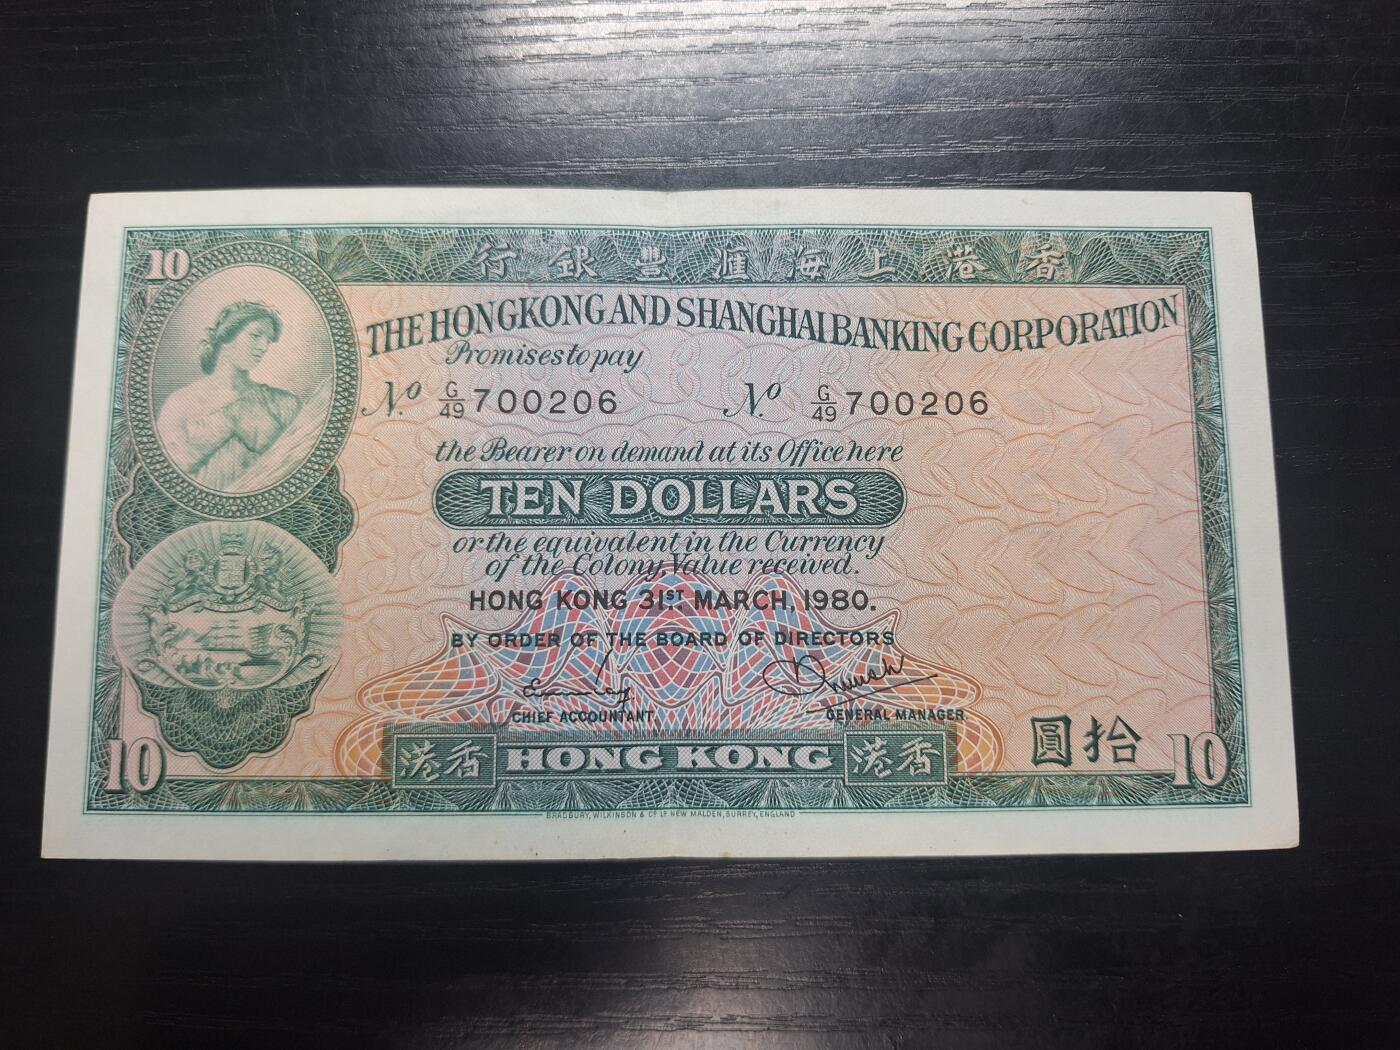 10
行銀豐滙海上港香
THE HONGKONG AND SHANGHAI BANKING CORPORATION
Promises to pay
No. G/49 700206 No. G/49 700206
the Bearer on demand at its Office here
TEN DOLLARS
or the equivalent in the Currency
of the Colony, Value received.
HONG KONG 31ST. MARCH, 1980.
BY ORDER OF THE BOARD OF DIRECTORS
CHIEF ACCOUNTANT GENERAL MANAGER
圓拾
10 港香 HONG KONG 港香 10
BRADBURY, WILKINSON & Co. Ld. NEW MALDEN, SURREY, ENGLAND